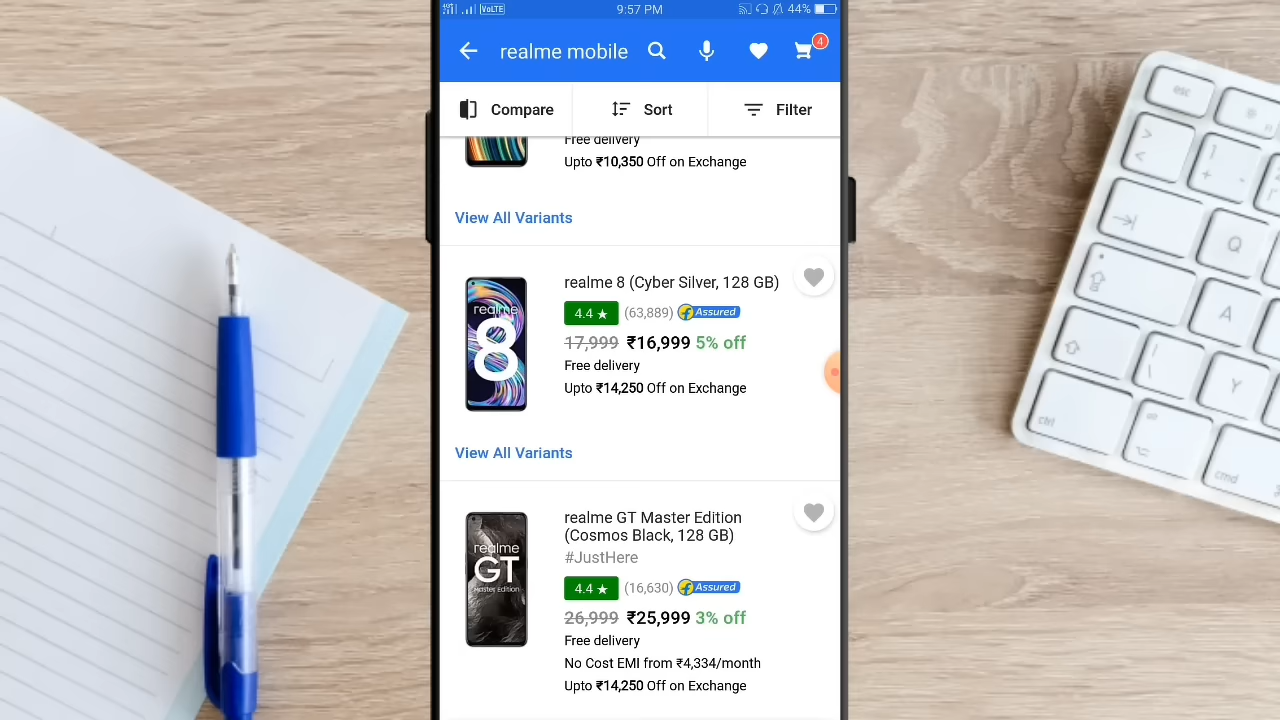 VoLTE
9:57 PM
44%
realme mobile
4
Compare
Sort
Filter
Free delivery
Upto ₹10,350 Off on Exchange
View All Variants
realme
8
realme 8 (Cyber Silver, 128 GB)
4.4 ★ (63,889) Assured
17,999 ₹16,999 5% off
Free delivery
Upto ₹14,250 Off on Exchange
View All Variants
realme
GT
Master Edition
realme GT Master Edition
(Cosmos Black, 128 GB)
#JustHere
4.4 ★ (16,630) Assured
26,999 ₹25,999 3% off
Free delivery
No Cost EMI from ₹4,334/month
Upto ₹14,250 Off on Exchange
esc
Q
A
Y
ctrl
cmd